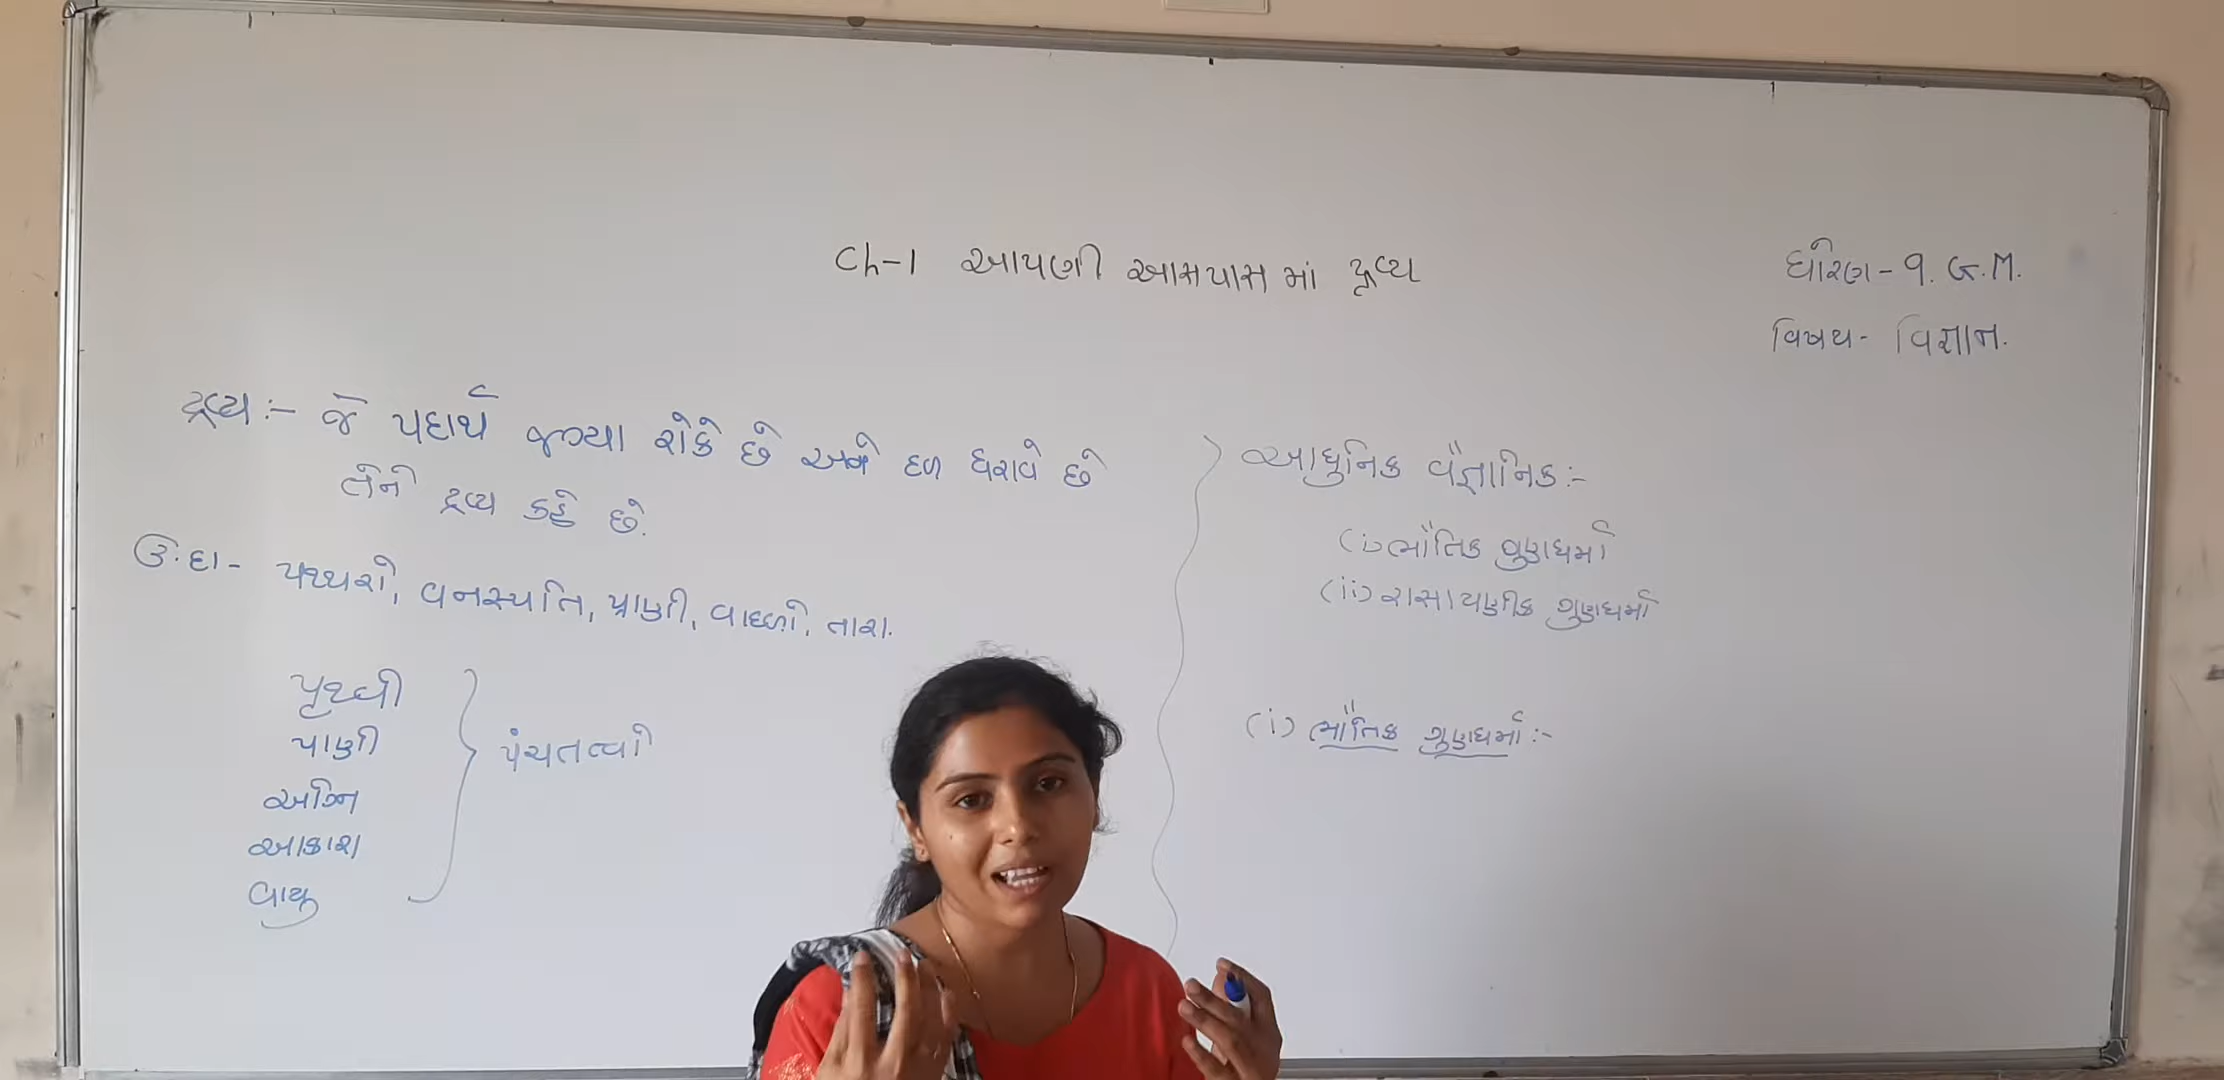 Ch-1 આપણી આસપાસ માં દ્રવ્ય
ધોરણ - 9. G.M.
વિષય - વિજ્ઞાન.
દ્રવ્ય :- જે પદાર્થ જગ્યા રોકે છે અને દળ ધરાવે છે
તેને દ્રવ્ય કહે છે.
ઉ.દા - પથ્થરો, વનસ્પતિ, પ્રાણી, વાદળો, તારા.
પૃથ્વી
પાણી
અગ્નિ
આકાશ
વાયુ
પંચતત્વો
આધુનિક વૈજ્ઞાનિક :-
(i) ભૌતિક ગુણધર્મો
(ii) રાસાયણીક ગુણધર્મો
(i) ભૌતિક ગુણધર્મો :-